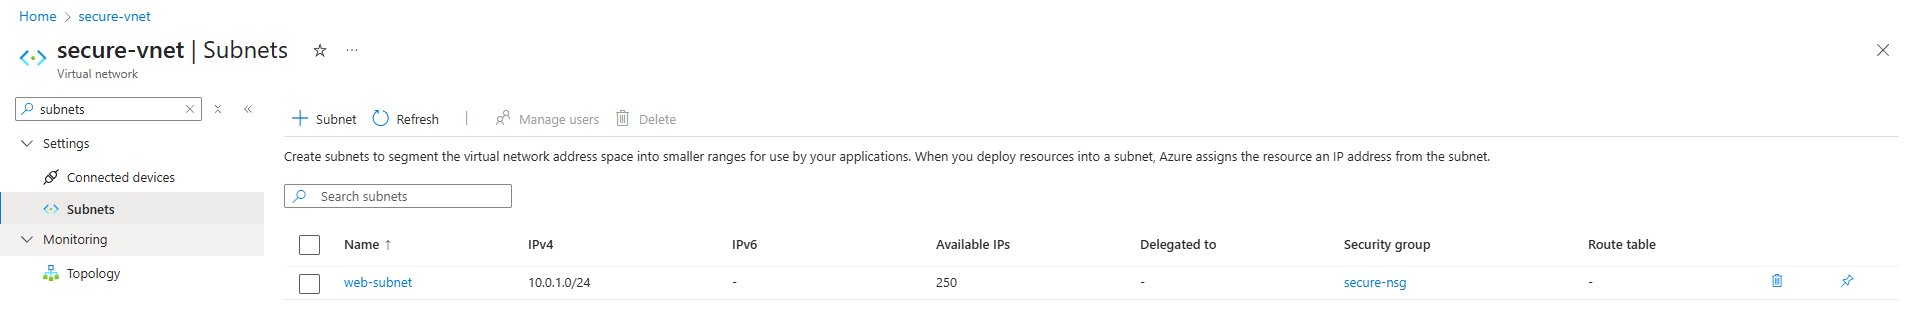 Home > secure-vnet
secure-vnet | Subnets ☆ ...
Virtual network
subnets
Settings
Connected devices
Subnets
Monitoring
Topology
+ Subnet Refresh | Manage users Delete
Create subnets to segment the virtual network address space into smaller ranges for use by your applications. When you deploy resources into a subnet, Azure assigns the resource an IP address from the subnet.
Search subnets
Name ↑ IPv4 IPv6 Available IPs Delegated to Security group Route table
web-subnet 10.0.1.0/24 - 250 - secure-nsg -